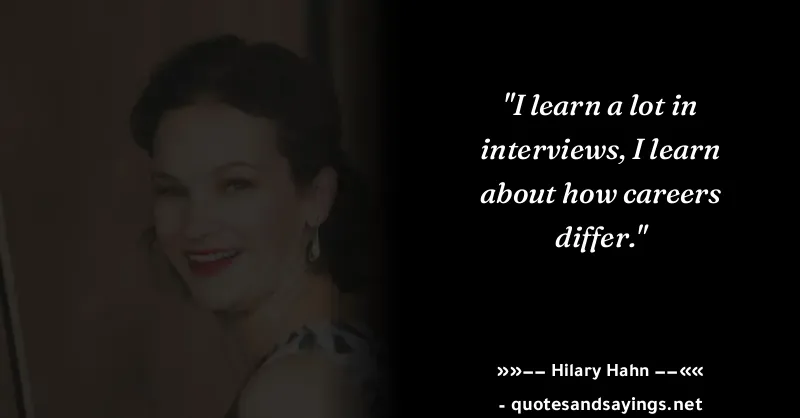 "I learn a lot in
interviews, I learn
about how careers
differ."
»»−− Hilary Hahn −−««
- quotesandsayings.net